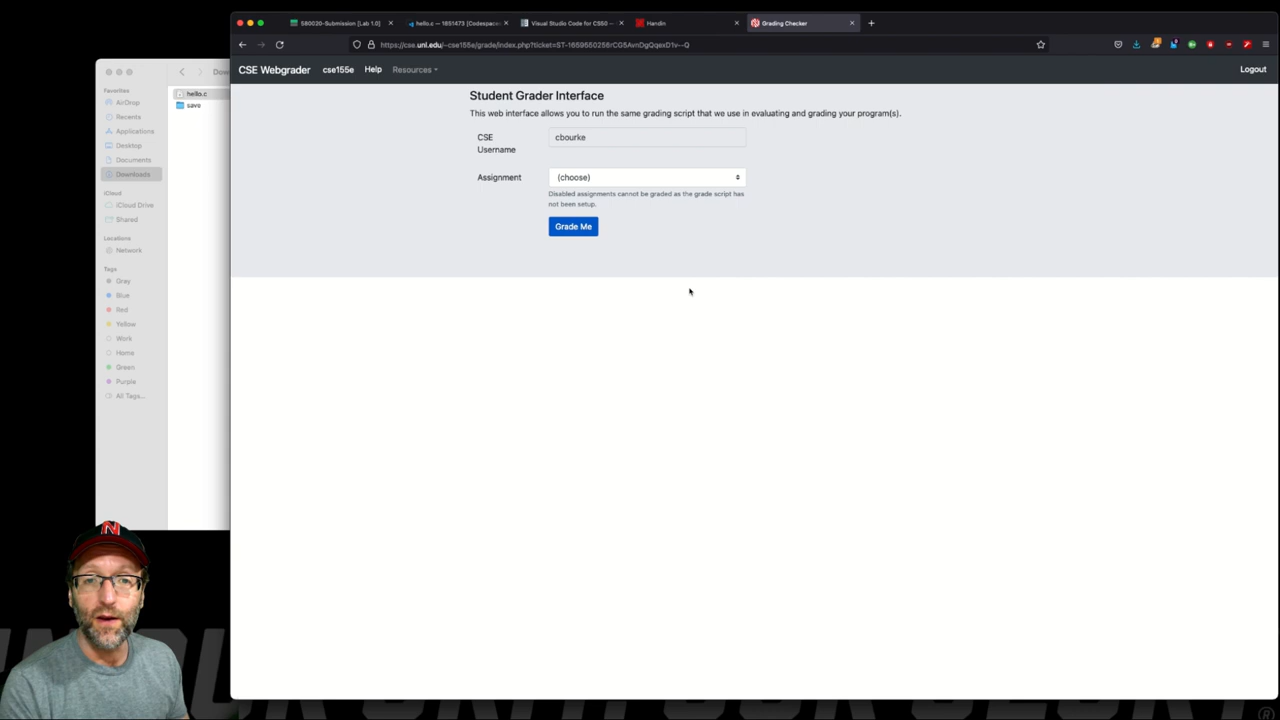 580020-Submission [Lab 1.0]
hello.c — 1851473 [Codespace
Visual Studio Code for CS50 —
Handin
Grading Checker
https://cse.unl.edu/~cse155e/grade/index.php?ticket=
CSE Webgrader
cse155e
Help
Resources
Logout
Favorites
AirDrop
Recents
Applications
Desktop
Documents
Downloads
iCloud
iCloud Drive
Shared
Locations
Network
Tags
Gray
Blue
Red
Yellow
Work
Home
Green
Purple
All Tags...
Dow
hello.c
save
Student Grader Interface
This web interface allows you to run the same grading script that we use in evaluating and grading your program(s).
CSE
Username
cbourke
Assignment
(choose)
Disabled assignments cannot be graded as the grade script has
not been setup.
Grade Me
N